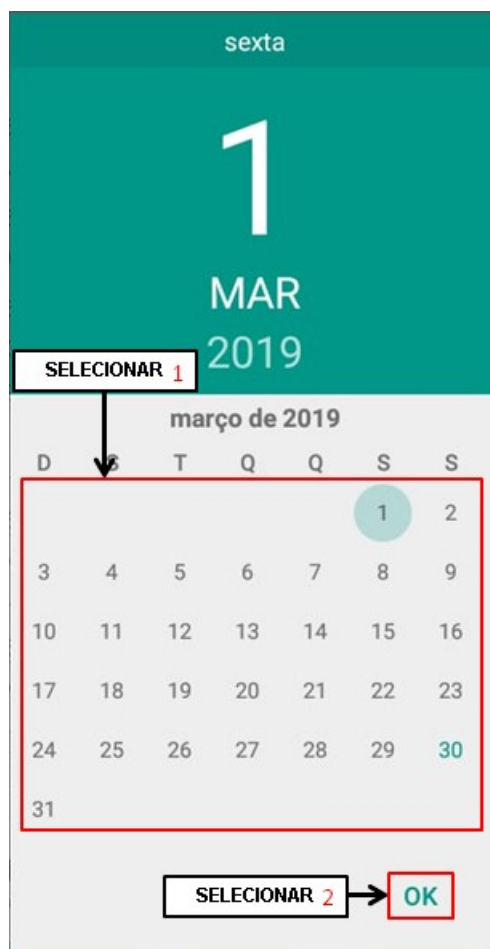 sexta
1
MAR
2019
SELECIONAR 1
março de 2019
D S T Q Q S S
1 2
3 4 5 6 7 8 9
10 11 12 13 14 15 16
17 18 19 20 21 22 23
24 25 26 27 28 29 30
31
SELECIONAR 2 OK